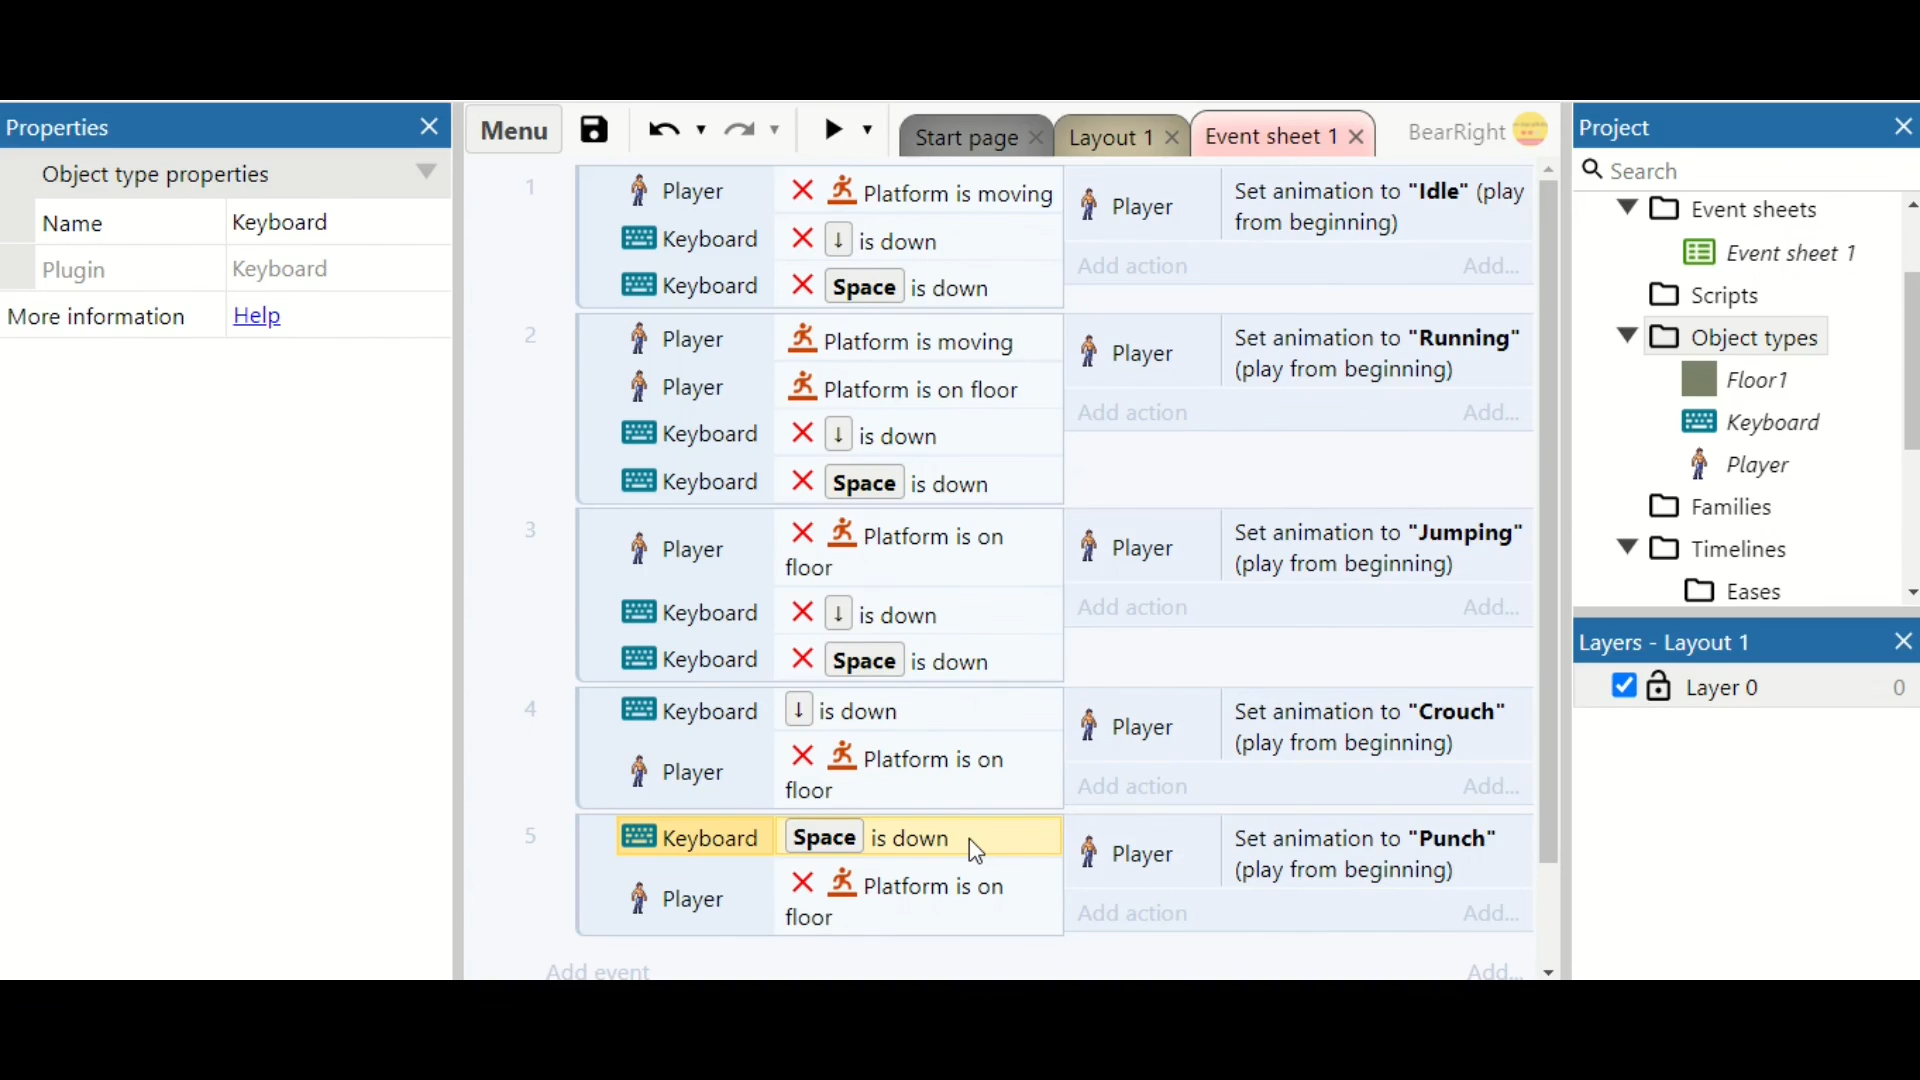 Properties
Object type properties
Name Keyboard
Plugin Keyboard
More information Help
Menu
Start page
Layout 1
Event sheet 1
BearRight
1
Player Platform is moving
Keyboard ↓ is down
Keyboard Space is down
Player Set animation to "Idle" (play
from beginning)
Add action Add...
2
Player Platform is moving
Player Platform is on floor
Keyboard ↓ is down
Keyboard Space is down
Player Set animation to "Running"
(play from beginning)
Add action Add...
3
Player Platform is on
floor
Keyboard ↓ is down
Keyboard Space is down
Player Set animation to "Jumping"
(play from beginning)
Add action Add...
4
Keyboard ↓ is down
Player Platform is on
floor
Player Set animation to "Crouch"
(play from beginning)
Add action Add...
5
Keyboard Space is down
Player Platform is on
floor
Player Set animation to "Punch"
(play from beginning)
Add action Add...
Add event Add...
Project
Search
Event sheets
Event sheet 1
Scripts
Object types
Floor1
Keyboard
Player
Families
Timelines
Eases
Layers - Layout 1
Layer 0 0